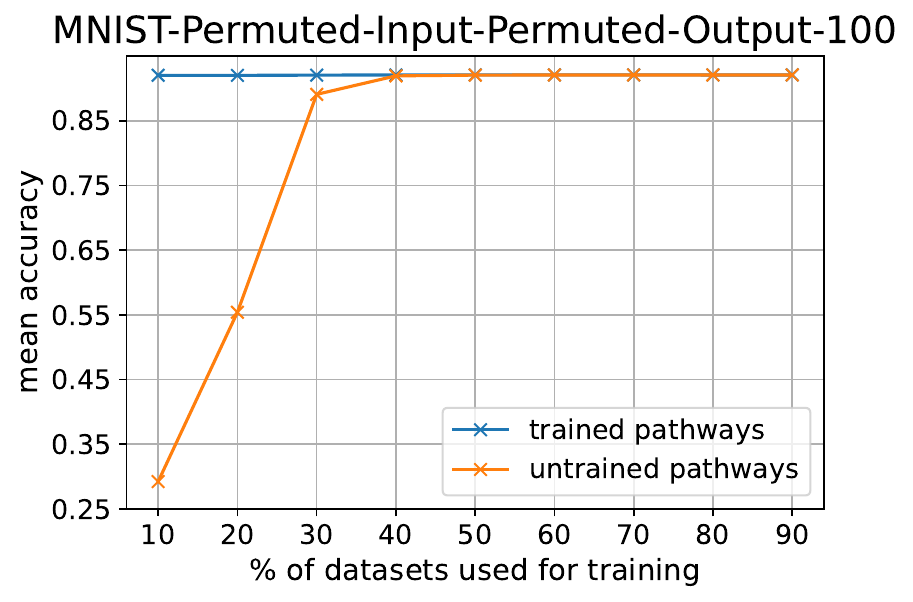 MNIST-Permuted-Input-Permuted-Output-100
mean accuracy
0.85
0.75
0.65
0.55
0.45
0.35
0.25
trained pathways
untrained pathways
10 20 30 40 50 60 70 80 90
% of datasets used for training